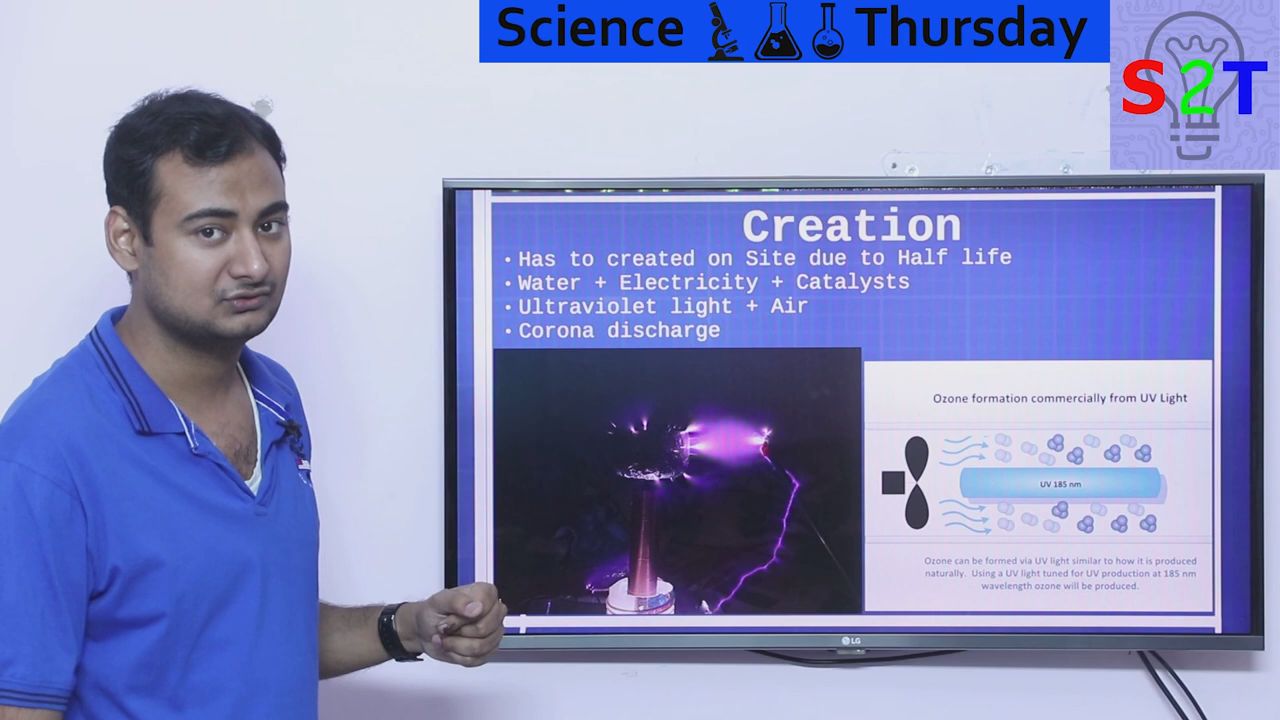 Science Thursday
S2T
Creation
• Has to created on Site due to Half life
• Water + Electricity + Catalysts
• Ultraviolet light + Air
• Corona discharge
Ozone formation commercially from UV Light
UV 185 nm
Ozone can be formed via UV light similar to how it is produced
naturally. Using a UV light tuned for UV production at 185 nm
wavelength ozone will be produced.
LG